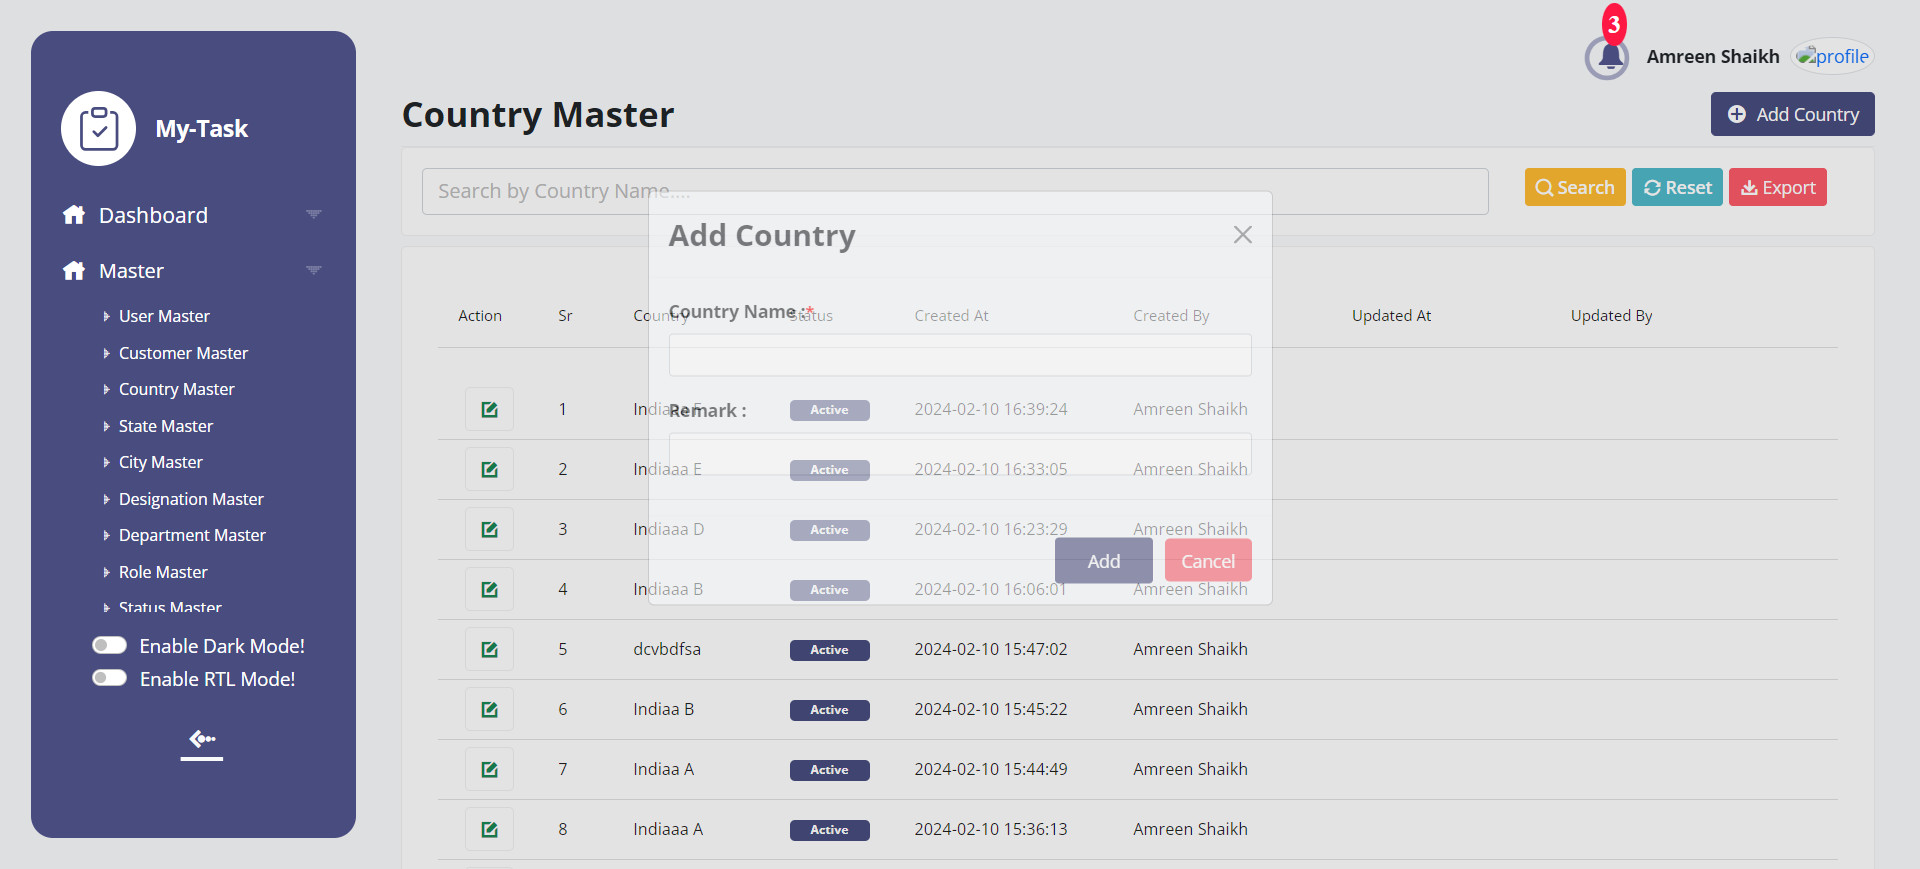 3
Amreen Shaikh
profile
My-Task
Dashboard
Master
User Master
Customer Master
Country Master
State Master
City Master
Designation Master
Department Master
Role Master
Status Master
Enable Dark Mode!
Enable RTL Mode!
Country Master
Add Country
Search by Country Name....
Search
Reset
Export
Add Country
Country Name :*
Remark :
Add
Cancel
Action Sr Country Status Created At Created By Updated At Updated By
1 Active 2024-02-10 16:39:24 Amreen Shaikh
2 Indiaaa E Active 2024-02-10 16:33:05 Amreen Shaikh
3 Indiaaa D Active 2024-02-10 16:23:29 Amreen Shaikh
4 Indiaaa B Active 2024-02-10 16:06:01 Amreen Shaikh
5 dcvbdfsa Active 2024-02-10 15:47:02 Amreen Shaikh
6 Indiaa B Active 2024-02-10 15:45:22 Amreen Shaikh
7 Indiaa A Active 2024-02-10 15:44:49 Amreen Shaikh
8 Indiaaa A Active 2024-02-10 15:36:13 Amreen Shaikh